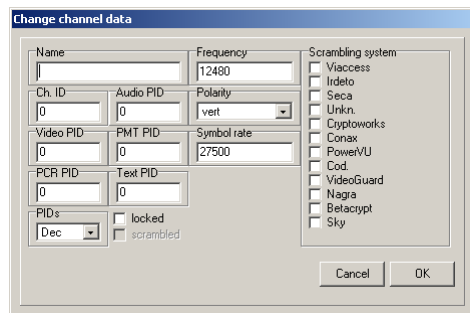 Change channel data
Name
Frequency
12480
Ch. ID
Audio PID
Polarity
0
0
vert
Video PID
PMT PID
Symbol rate
0
0
27500
PCR PID
Text PID
0
0
PIDs
Dec
locked
scrambled
Scrambling system
Viaccess
Irdeto
Seca
Unkn.
Cryptoworks
Conax
PowerVU
Cod.
VideoGuard
Nagra
Betacrypt
Sky
Cancel
OK